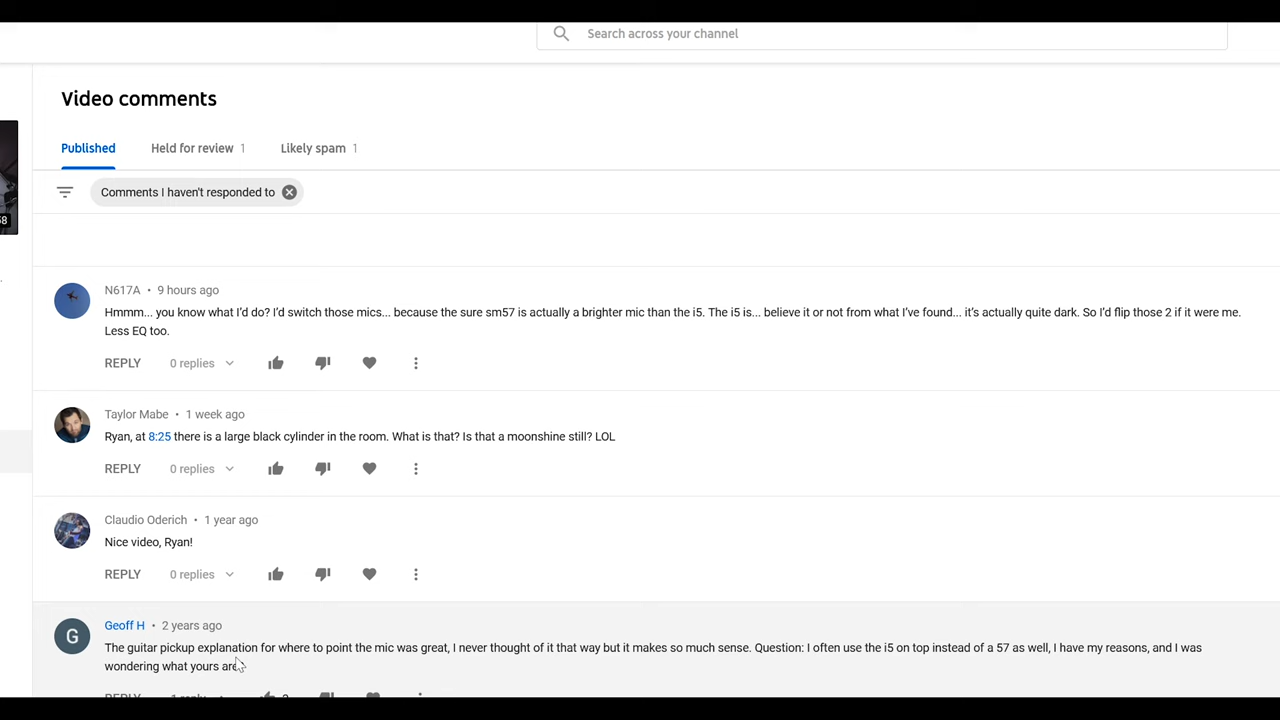 Search across your channel
Video comments
Published
Held for review 1
Likely spam 1
Comments I haven't responded to
58
N617A • 9 hours ago
Hmmm... you know what I'd do? I'd switch those mics... because the sure sm57 is actually a brighter mic than the i5. The i5 is... believe it or not from what I've found... it's actually quite dark. So I'd flip those 2 if it were me.
Less EQ too.
REPLY 0 replies
Taylor Mabe • 1 week ago
Ryan, at 8:25 there is a large black cylinder in the room. What is that? Is that a moonshine still? LOL
REPLY 0 replies
Claudio Oderich • 1 year ago
Nice video, Ryan!
REPLY 0 replies
G
Geoff H • 2 years ago
The guitar pickup explanation for where to point the mic was great, I never thought of it that way but it makes so much sense. Question: I often use the i5 on top instead of a 57 as well, I have my reasons, and I was
wondering what yours are?
REPLY 1 reply 2